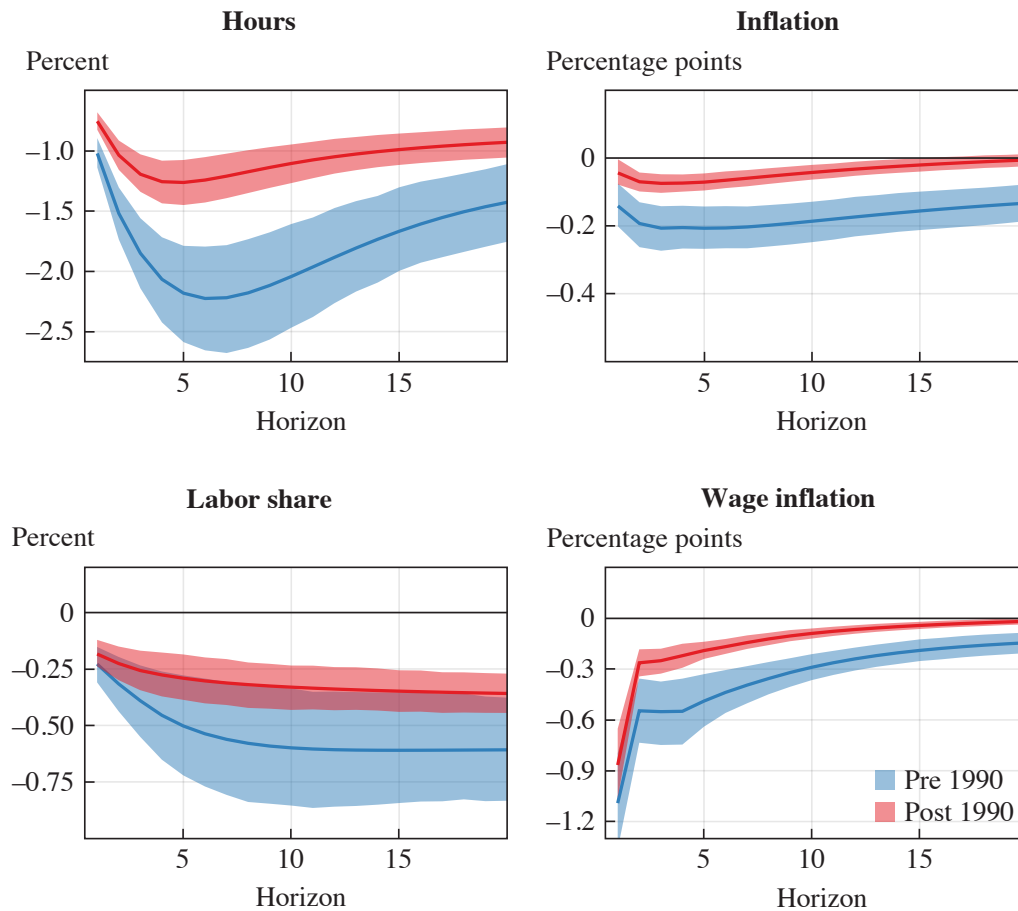 Hours
Percent
–1.0
–1.5
–2.0
–2.5
5 10 15
Horizon
Inflation
Percentage points
0
–0.2
–0.4
5 10 15
Horizon
Labor share
Percent
0
–0.25
–0.50
–0.75
5 10 15
Horizon
Wage inflation
Percentage points
0
–0.3
–0.6
–0.9
–1.2
Pre 1990
Post 1990
5 10 15
Horizon